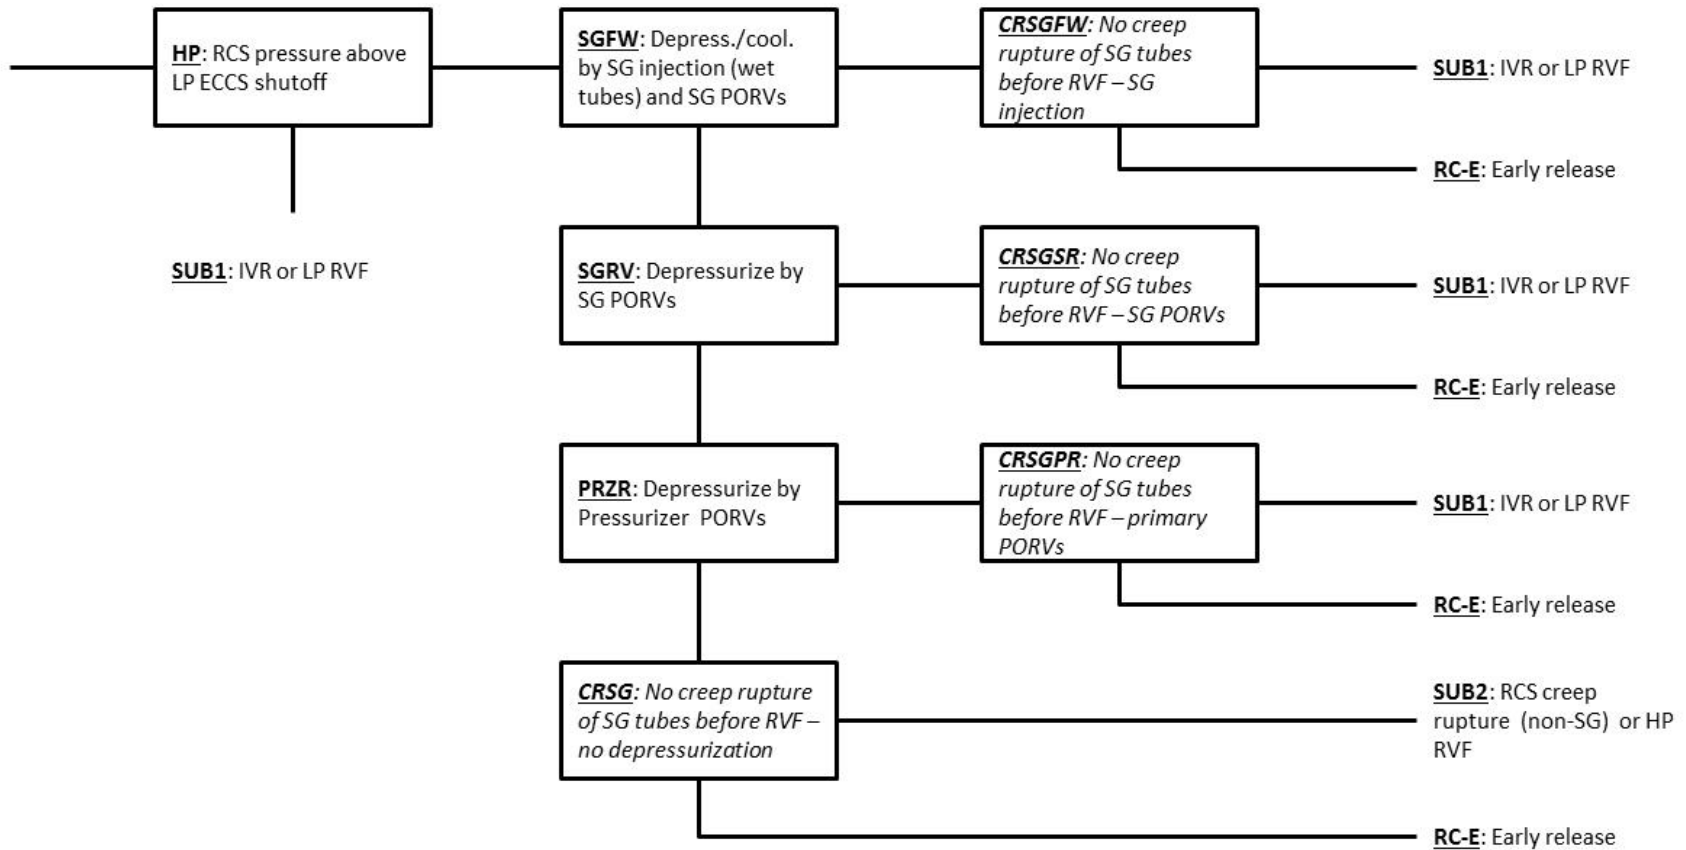 HP: RCS pressure above
LP ECCS shutoff
SGFW: Depress./cool.
by SG injection (wet
tubes) and SG PORVs
CRSGFW: No creep
rupture of SG tubes
before RVF – SG
injection
SUB1: IVR or LP RVF
RC-E: Early release
SUB1: IVR or LP RVF
SGRV: Depressurize by
SG PORVs
CRSGSR: No creep
rupture of SG tubes
before RVF – SG PORVs
SUB1: IVR or LP RVF
RC-E: Early release
PRZR: Depressurize by
Pressurizer PORVs
CRSGPR: No creep
rupture of SG tubes
before RVF – primary
PORVs
SUB1: IVR or LP RVF
RC-E: Early release
CRSG: No creep rupture
of SG tubes before RVF –
no depressurization
SUB2: RCS creep
rupture (non-SG) or HP
RVF
RC-E: Early release